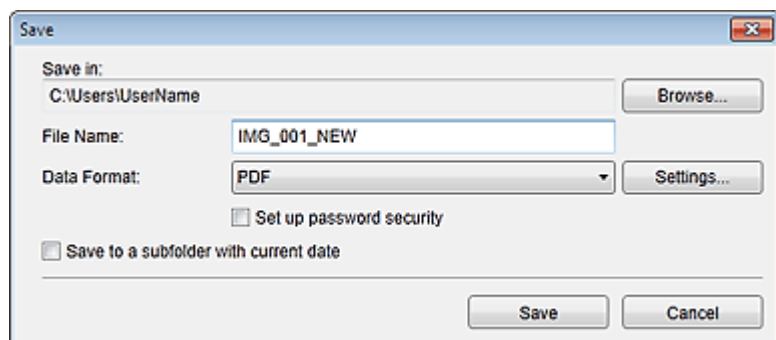 Save
Save in:
C:\Users\UserName Browse...
File Name: IMG_001_NEW
Data Format: PDF Settings...
Set up password security
Save to a subfolder with current date
Save Cancel